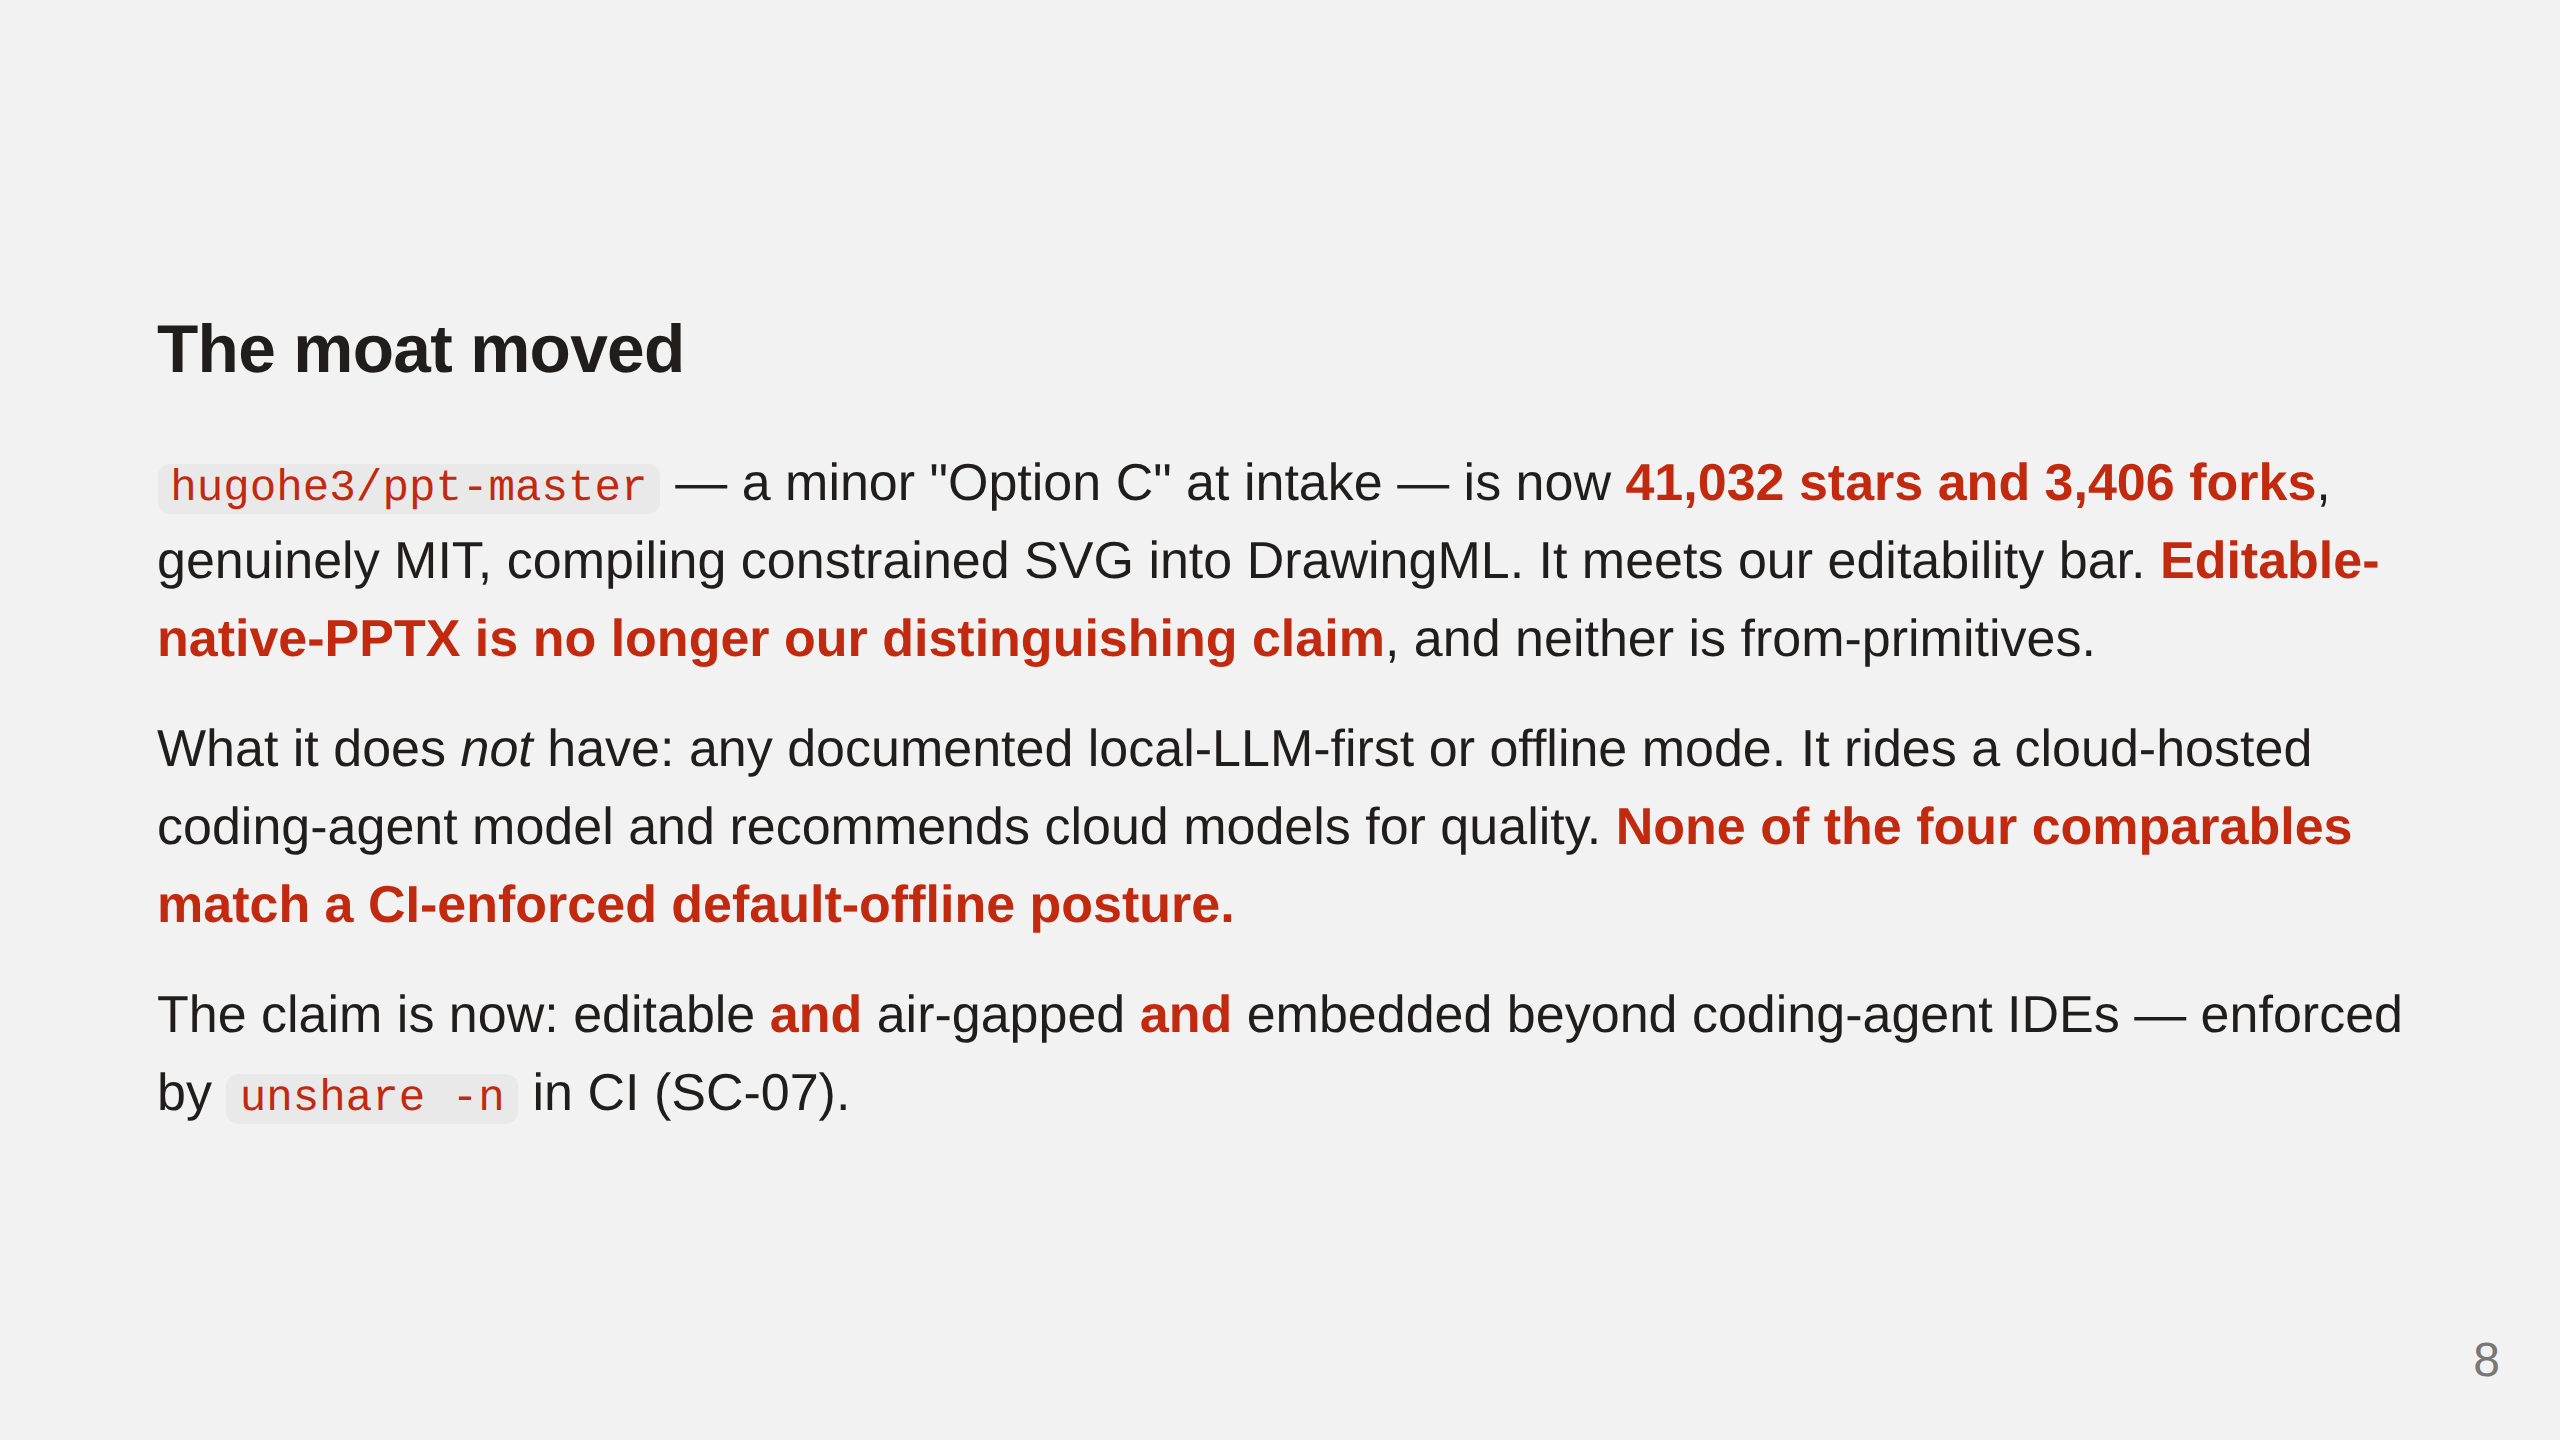 The moat moved
hugohe3/ppt-master — a minor "Option C" at intake — is now 41,032 stars and 3,406 forks,
genuinely MIT, compiling constrained SVG into DrawingML. It meets our editability bar. Editable-
native-PPTX is no longer our distinguishing claim, and neither is from-primitives.
What it does not have: any documented local-LLM-first or offline mode. It rides a cloud-hosted
coding-agent model and recommends cloud models for quality. None of the four comparables
match a CI-enforced default-offline posture.
The claim is now: editable and air-gapped and embedded beyond coding-agent IDEs — enforced
by unshare -n in CI (SC-07).
8